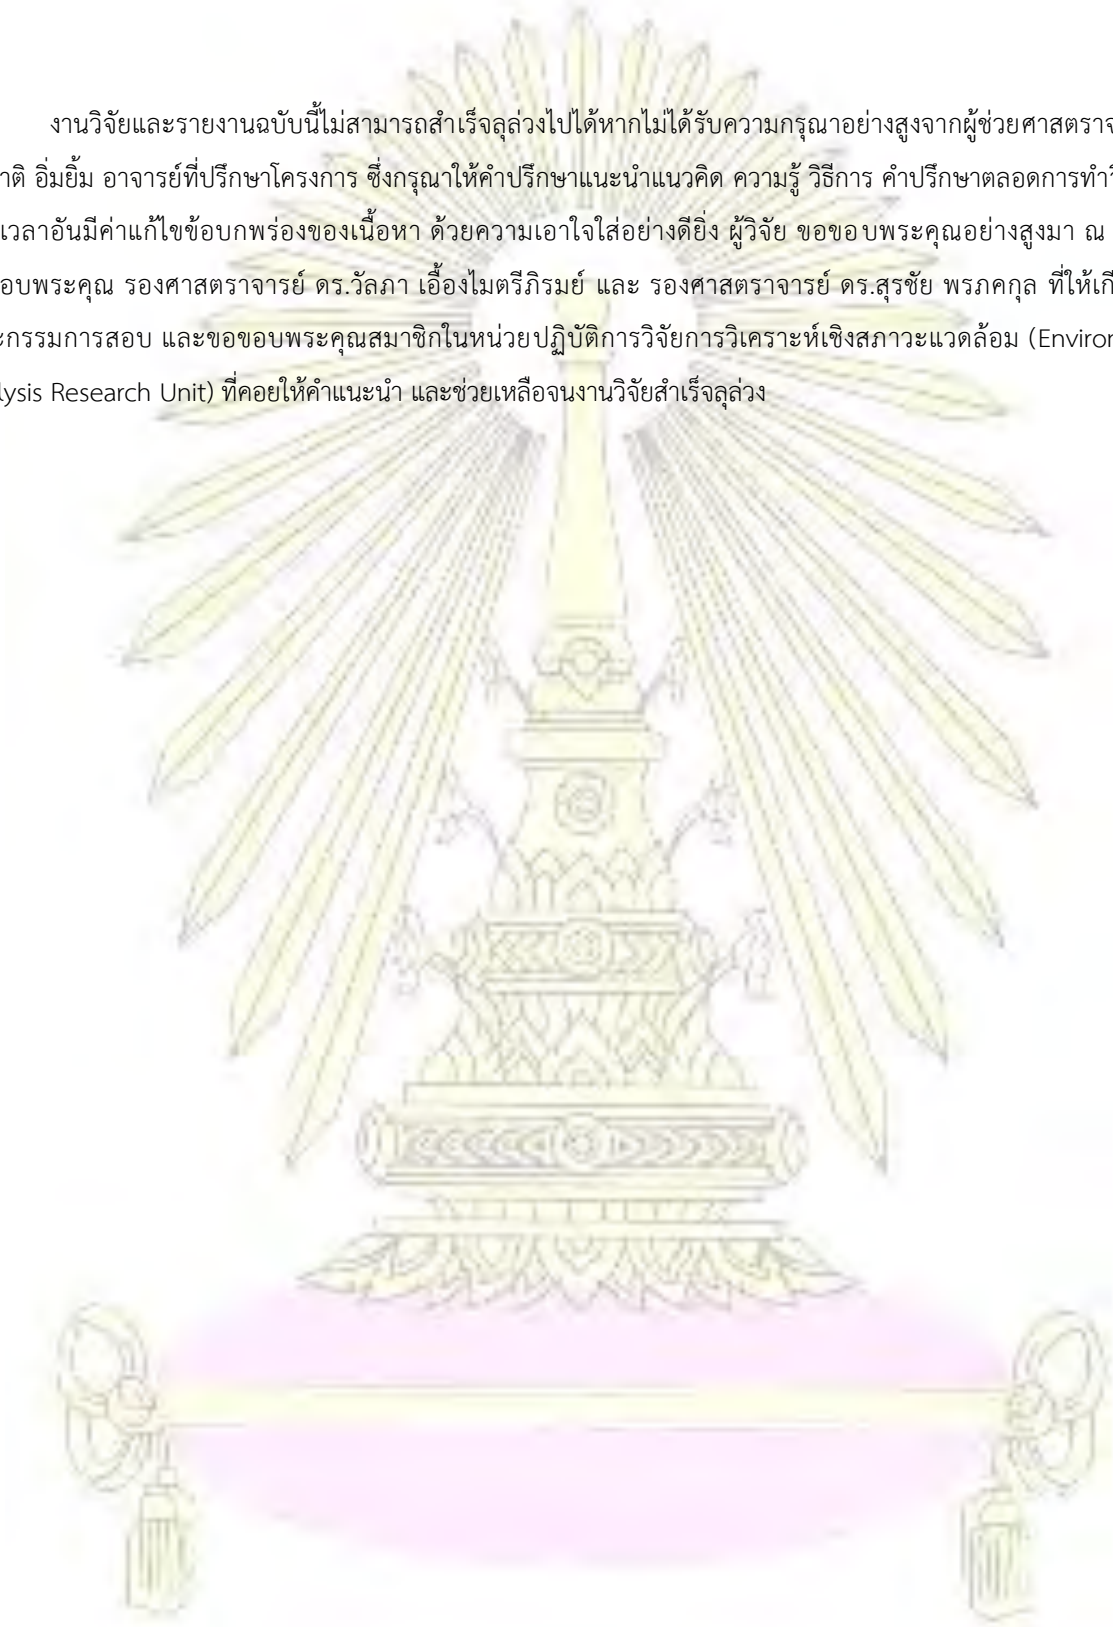 งานวิจัยและรายงานฉบับนี้ไม่สามารถสำเร็จลุล่วงไปได้หากไม่ได้รับความกรุณาอย่างสูงจากผู้ช่วยศาสตราจ
าติ อิ่มยิ้ม อาจารย์ที่ปรึกษาโครงการ ซึ่งกรุณาให้คำปรึกษาแนะนำแนวคิด ความรู้ วิธีการ คำปรึกษาตลอดการทำวิ
เวลาอันมีค่าแก้ไขข้อบกพร่องของเนื้อหา ด้วยความเอาใจใส่อย่างดียิ่ง ผู้วิจัย ขอขอบพระคุณอย่างสูงมา ณ
อบพระคุณ รองศาสตราจารย์ ดร.วัลภา เอื้องไมตรีภิรมย์ และ รองศาสตราจารย์ ดร.สุรชัย พรภคกุล ที่ให้เกี
ะกรรมการสอบ และขอขอบพระคุณสมาชิกในหน่วยปฏิบัติการวิจัยการวิเคราะห์เชิงสภาวะแวดล้อม (Environ
lysis Research Unit) ที่คอยให้คำแนะนำ และช่วยเหลือจนงานวิจัยสำเร็จลุล่วง